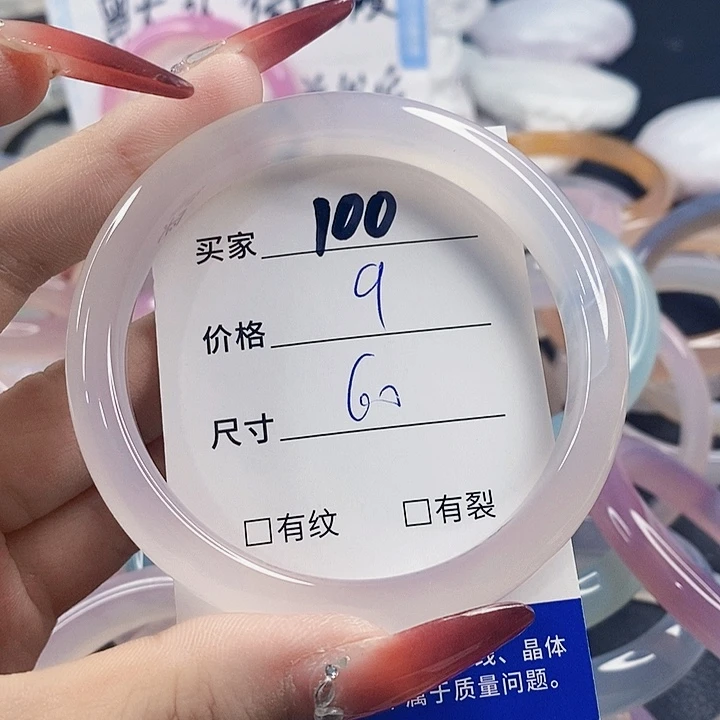 买家 100
价格 9
尺寸 60
□有纹 □有裂
线、晶体
属于质量问题。